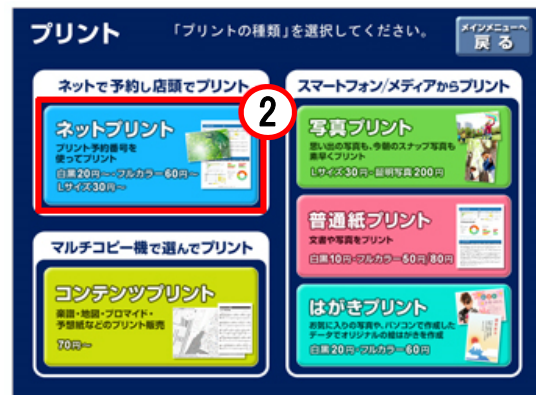 プリント
「プリントの種類」を選択してください。
メインメニューへ
戻る
ネットで予約し店頭でプリント
②
ネットプリント
プリント予約番号を
使ってプリント
白黒20円～・フルカラー60円～
Lサイズ30円～
マルチコピー機で選んでプリント
コンテンツプリント
楽譜・地図・ブロマイド・
予想紙などのプリント販売
70円～
スマートフォン/メディアからプリント
写真プリント
思い出の写真も、今朝のスナップ写真も
素早くプリント
Lサイズ30円・証明写真200円
普通紙プリント
文書や写真をプリント
白黒10円・フルカラー50円/80円
はがきプリント
お気に入りの写真や、パソコンで作成した
データでオリジナルの絵はがきを作成
白黒20円・フルカラー60円